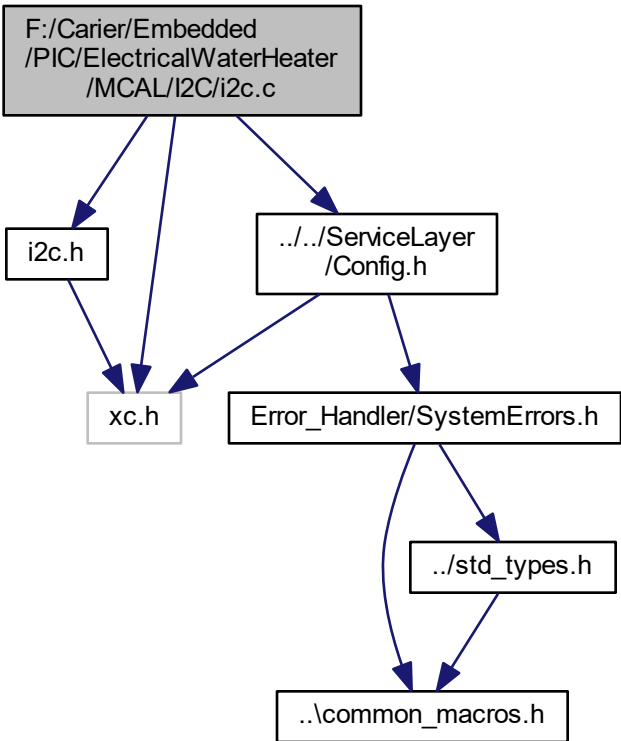 F:/Carier/Embedded
/PIC/ElectricalWaterHeater
/MCAL/I2C/i2c.c
i2c.h
../../ServiceLayer
/Config.h
xc.h
Error_Handler/SystemErrors.h
../std_types.h
..\common_macros.h